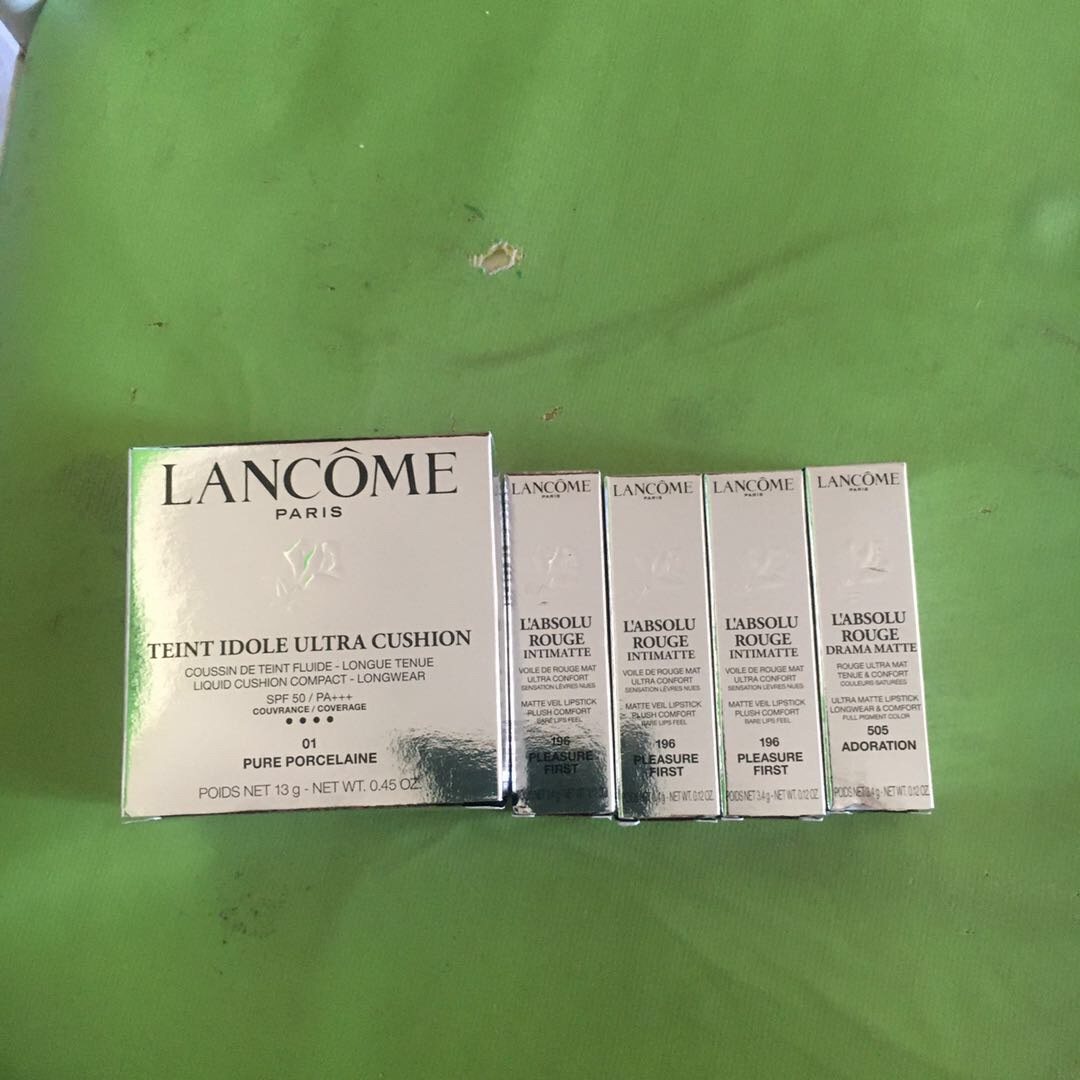 LANCÔME
PARIS
TEINT IDOLE ULTRA CUSHION
COUSSIN DE TEINT FLUIDE - LONGUE TENUE
LIQUID CUSHION COMPACT - LONGWEAR
SPF 50 / PA+++
COUVRANCE / COVERAGE
01
PURE PORCELAINE
POIDS NET 13 g - NET WT. 0.45 OZ.
LANCÔME
PARIS
L'ABSOLU
ROUGE
INTIMATTE
VOILE DE ROUGE MAT
ULTRA CONFORT
SENSATION LÈVRES NUES
MATTE VEIL LIPSTICK
PLUSH COMFORT
BARE LIPS FEEL
196
PLEASURE
FIRST
LANCÔME
PARIS
L'ABSOLU
ROUGE
INTIMATTE
VOILE DE ROUGE MAT
ULTRA CONFORT
SENSATION LÈVRES NUES
MATTE VEIL LIPSTICK
PLUSH COMFORT
BARE LIPS FEEL
196
PLEASURE
FIRST
NET WT. 0.12 OZ.
LANCÔME
PARIS
L'ABSOLU
ROUGE
INTIMATTE
VOILE DE ROUGE MAT
ULTRA CONFORT
SENSATION LÈVRES NUES
MATTE VEIL LIPSTICK
PLUSH COMFORT
BARE LIPS FEEL
196
PLEASURE
FIRST
POIDS NET 3.4 g - NET WT. 0.12 OZ.
LANCÔME
PARIS
L'ABSOLU
ROUGE
DRAMA MATTE
ROUGE ULTRA MAT
TENUE & CONFORT
COULEURS SATURÉES
ULTRA MATTE LIPSTICK
LONGWEAR & COMFORT
FULL PIGMENT COLOR
505
ADORATION
POIDS NET 3.4 g - NET WT. 0.12 OZ.